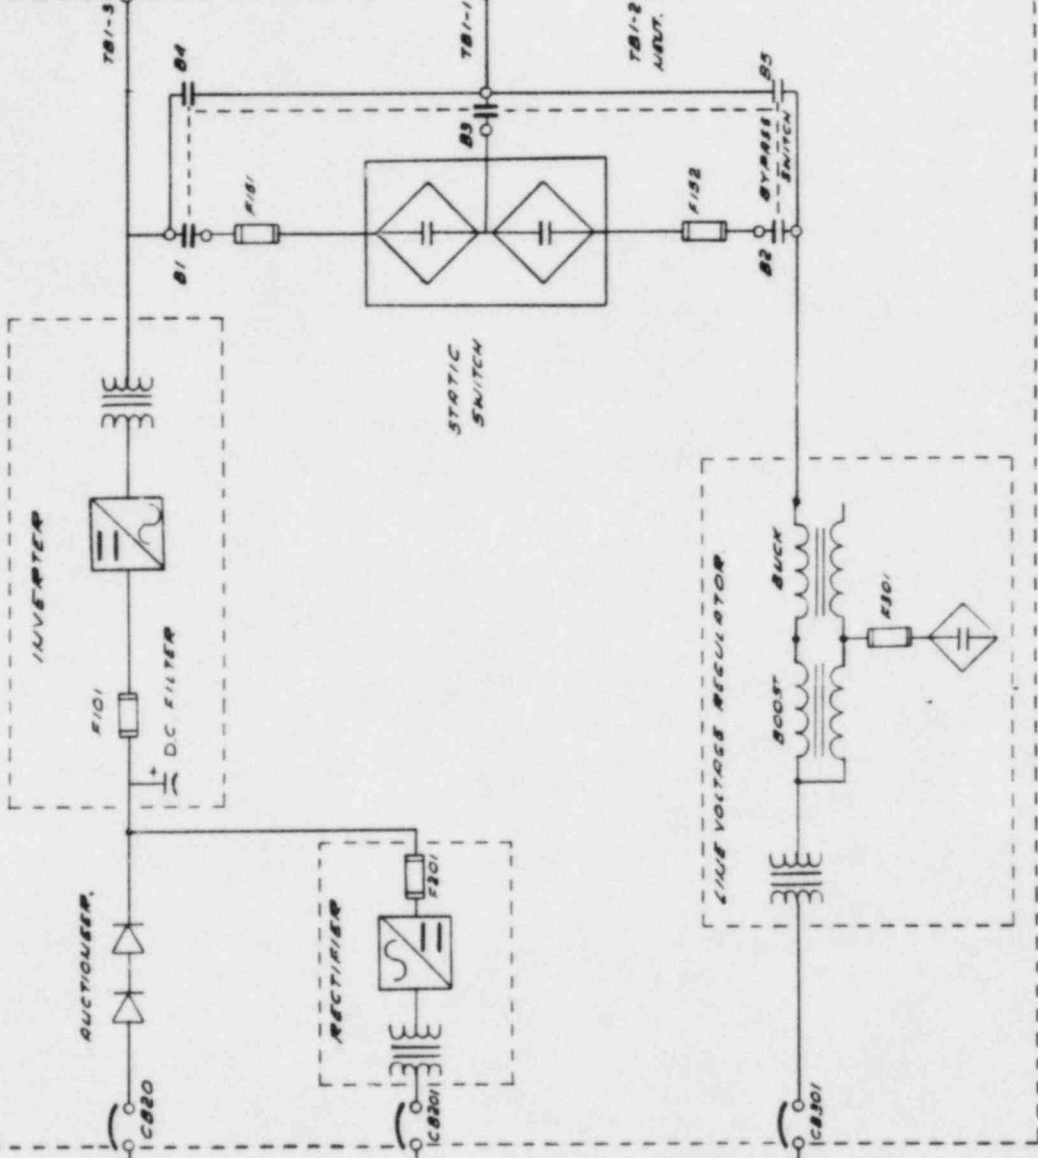 TB1-3
TB1-1
TB1-2
NEUT.
B4
B3
B5
BYPASS
SWITCH
B1
F151
F152
B2
STATIC
SWITCH
INVERTER
F101
D.C. FILTER
LINE VOLTAGE REGULATOR
BUCK
BOOST
F301
AUCTIONEER.
RECTIFIER
F201
CB20
CB201
CB301